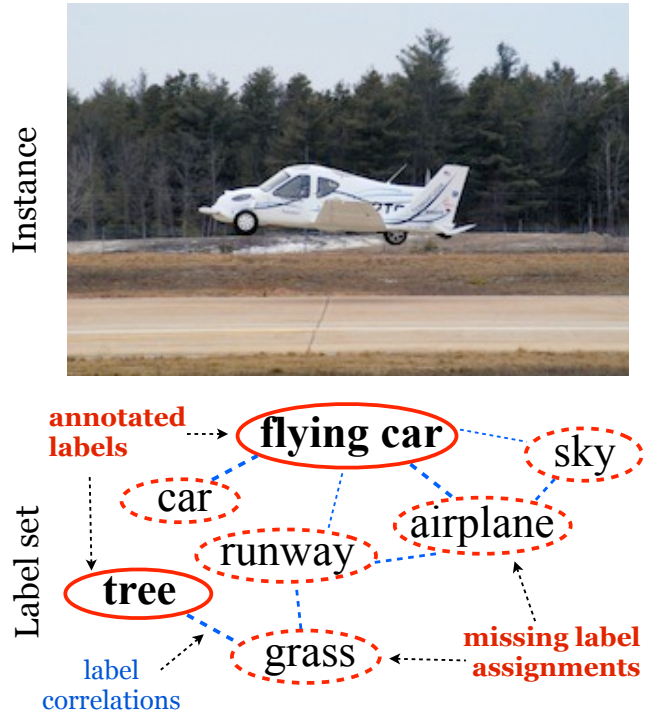 Instance
annotated
labels
flying car
sky
car
airplane
runway
Label set
tree
grass
missing label
assignments
label
correlations